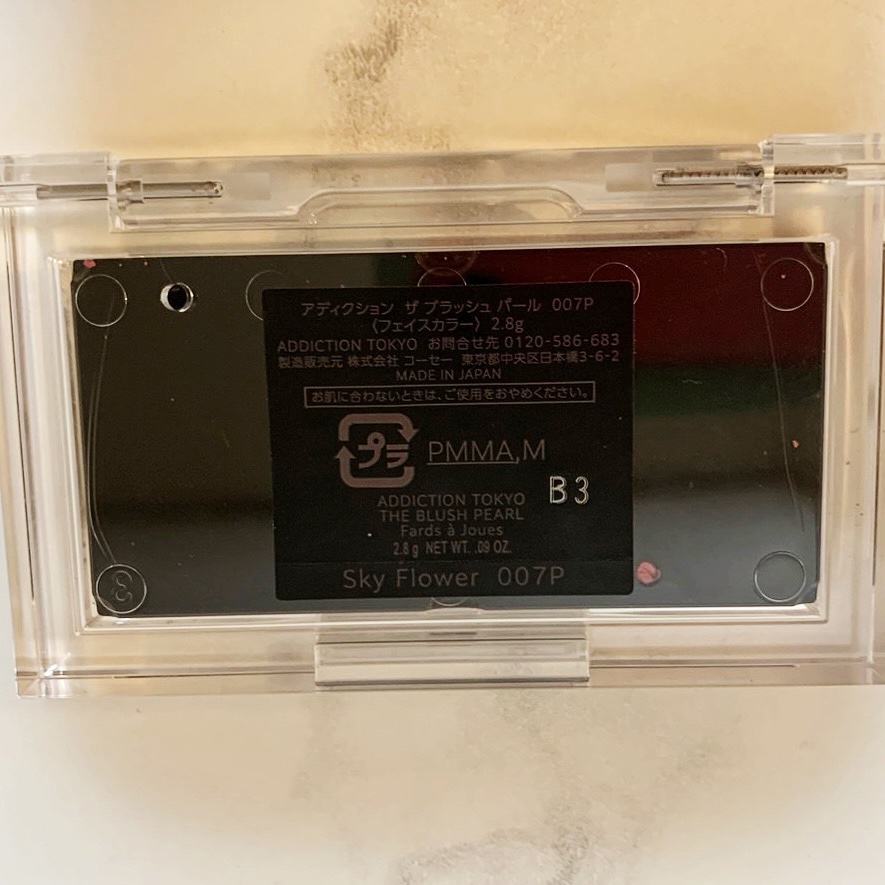 アディクション ザ ブラッシュ パール 007P
〈フェイスカラー〉 2.8g
ADDICTION TOKYO お問合せ先 0120-586-683
製造販売元 株式会社 コーセー 東京都中央区日本橋3-6-2
MADE IN JAPAN
お肌に合わないときは、ご使用をおやめください。
プラ PMMA,M
B3
ADDICTION TOKYO
THE BLUSH PEARL
Fards à Joues
2.8 g NET WT. .09 OZ.
Sky Flower 007P
3